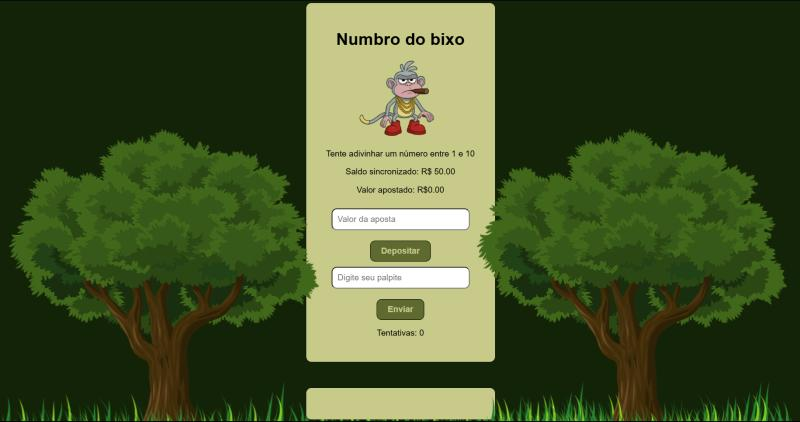 Numbro do bixo
Tente adivinhar um número entre 1 e 10
Saldo sincronizado: R$ 50.00
Valor apostado: R$0.00
Valor da aposta
Depositar
Digite seu palpite
Enviar
Tentativas: 0